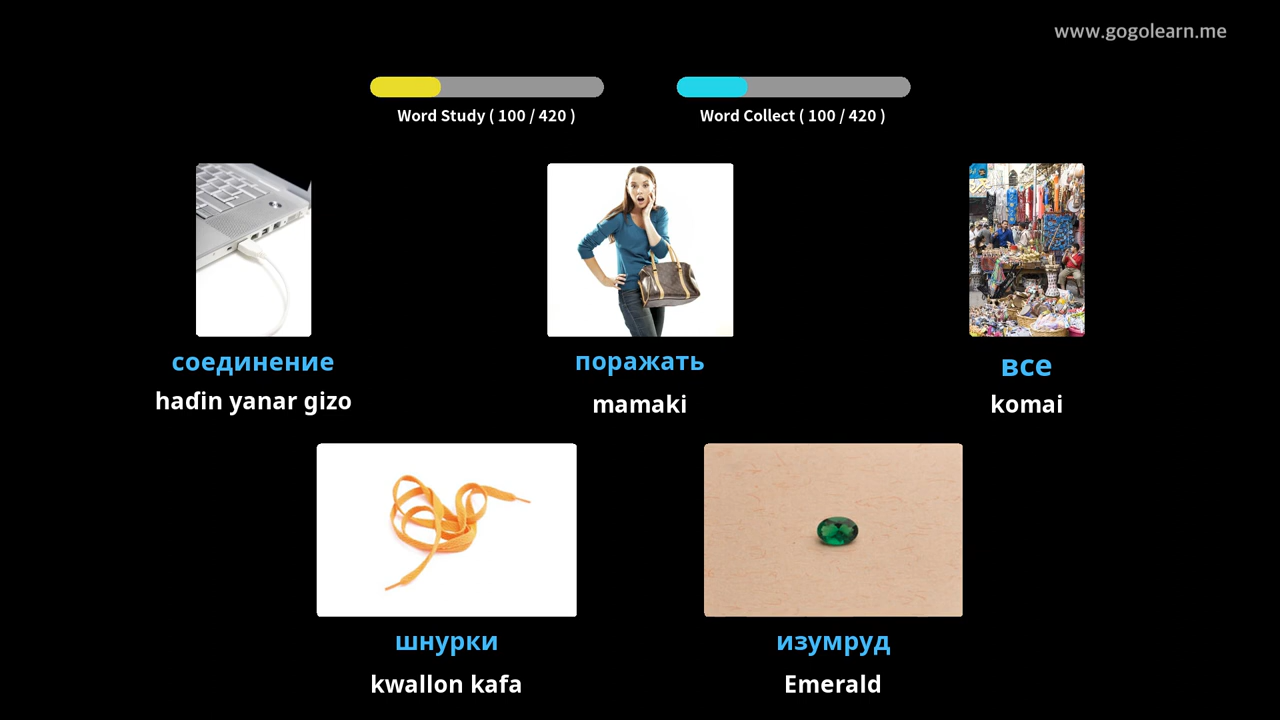 www.gogolearn.me
Word Study ( 100 / 420 )
Word Collect ( 100 / 420 )
соединение
haɗin yanar gizo
поражать
mamaki
все
komai
шнурки
kwallon kafa
изумруд
Emerald